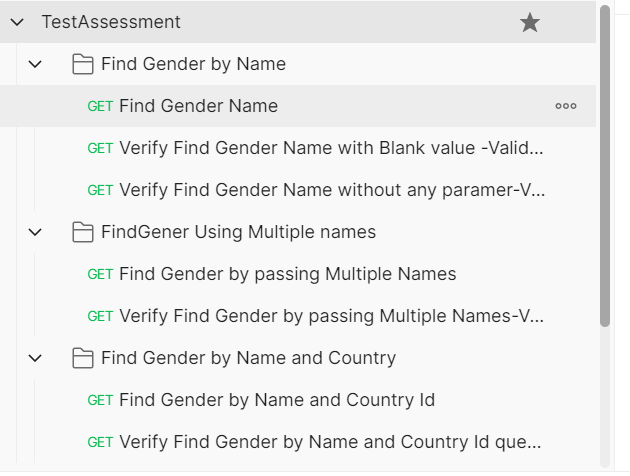 TestAssessment
Find Gender by Name
GET Find Gender Name
GET Verify Find Gender Name with Blank value -Valid...
GET Verify Find Gender Name without any paramer-V...
FindGener Using Multiple names
GET Find Gender by passing Multiple Names
GET Verify Find Gender by passing Multiple Names-V...
Find Gender by Name and Country
GET Find Gender by Name and Country Id
GET Verify Find Gender by Name and Country Id que...